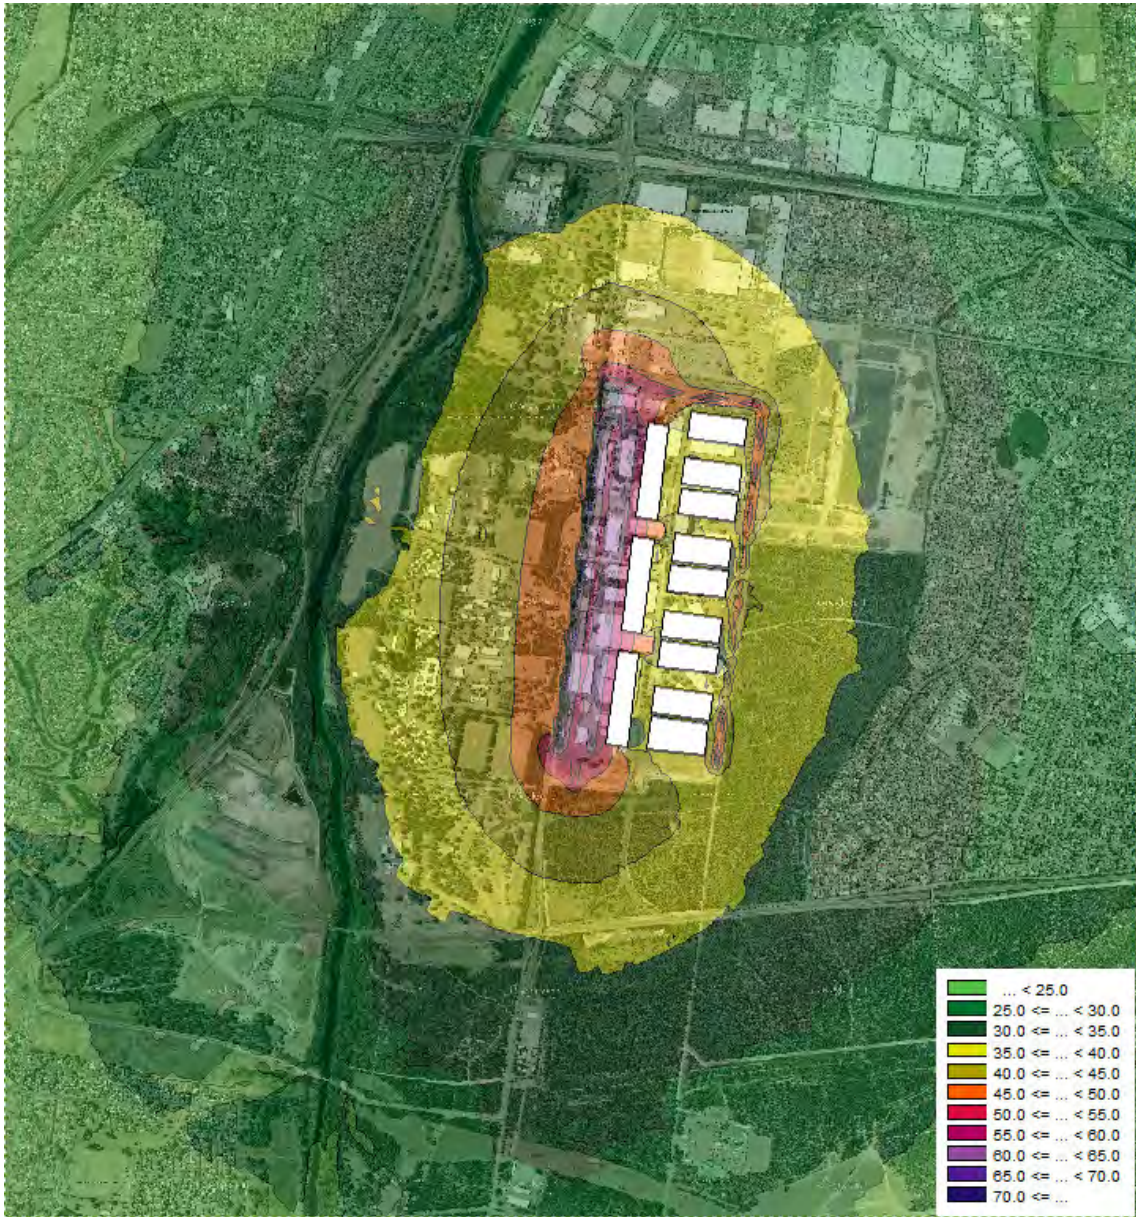 ... < 25.0
25.0 <= ... < 30.0
30.0 <= ... < 35.0
35.0 <= ... < 40.0
40.0 <= ... < 45.0
45.0 <= ... < 50.0
50.0 <= ... < 55.0
55.0 <= ... < 60.0
60.0 <= ... < 65.0
65.0 <= ... < 70.0
70.0 <= ...